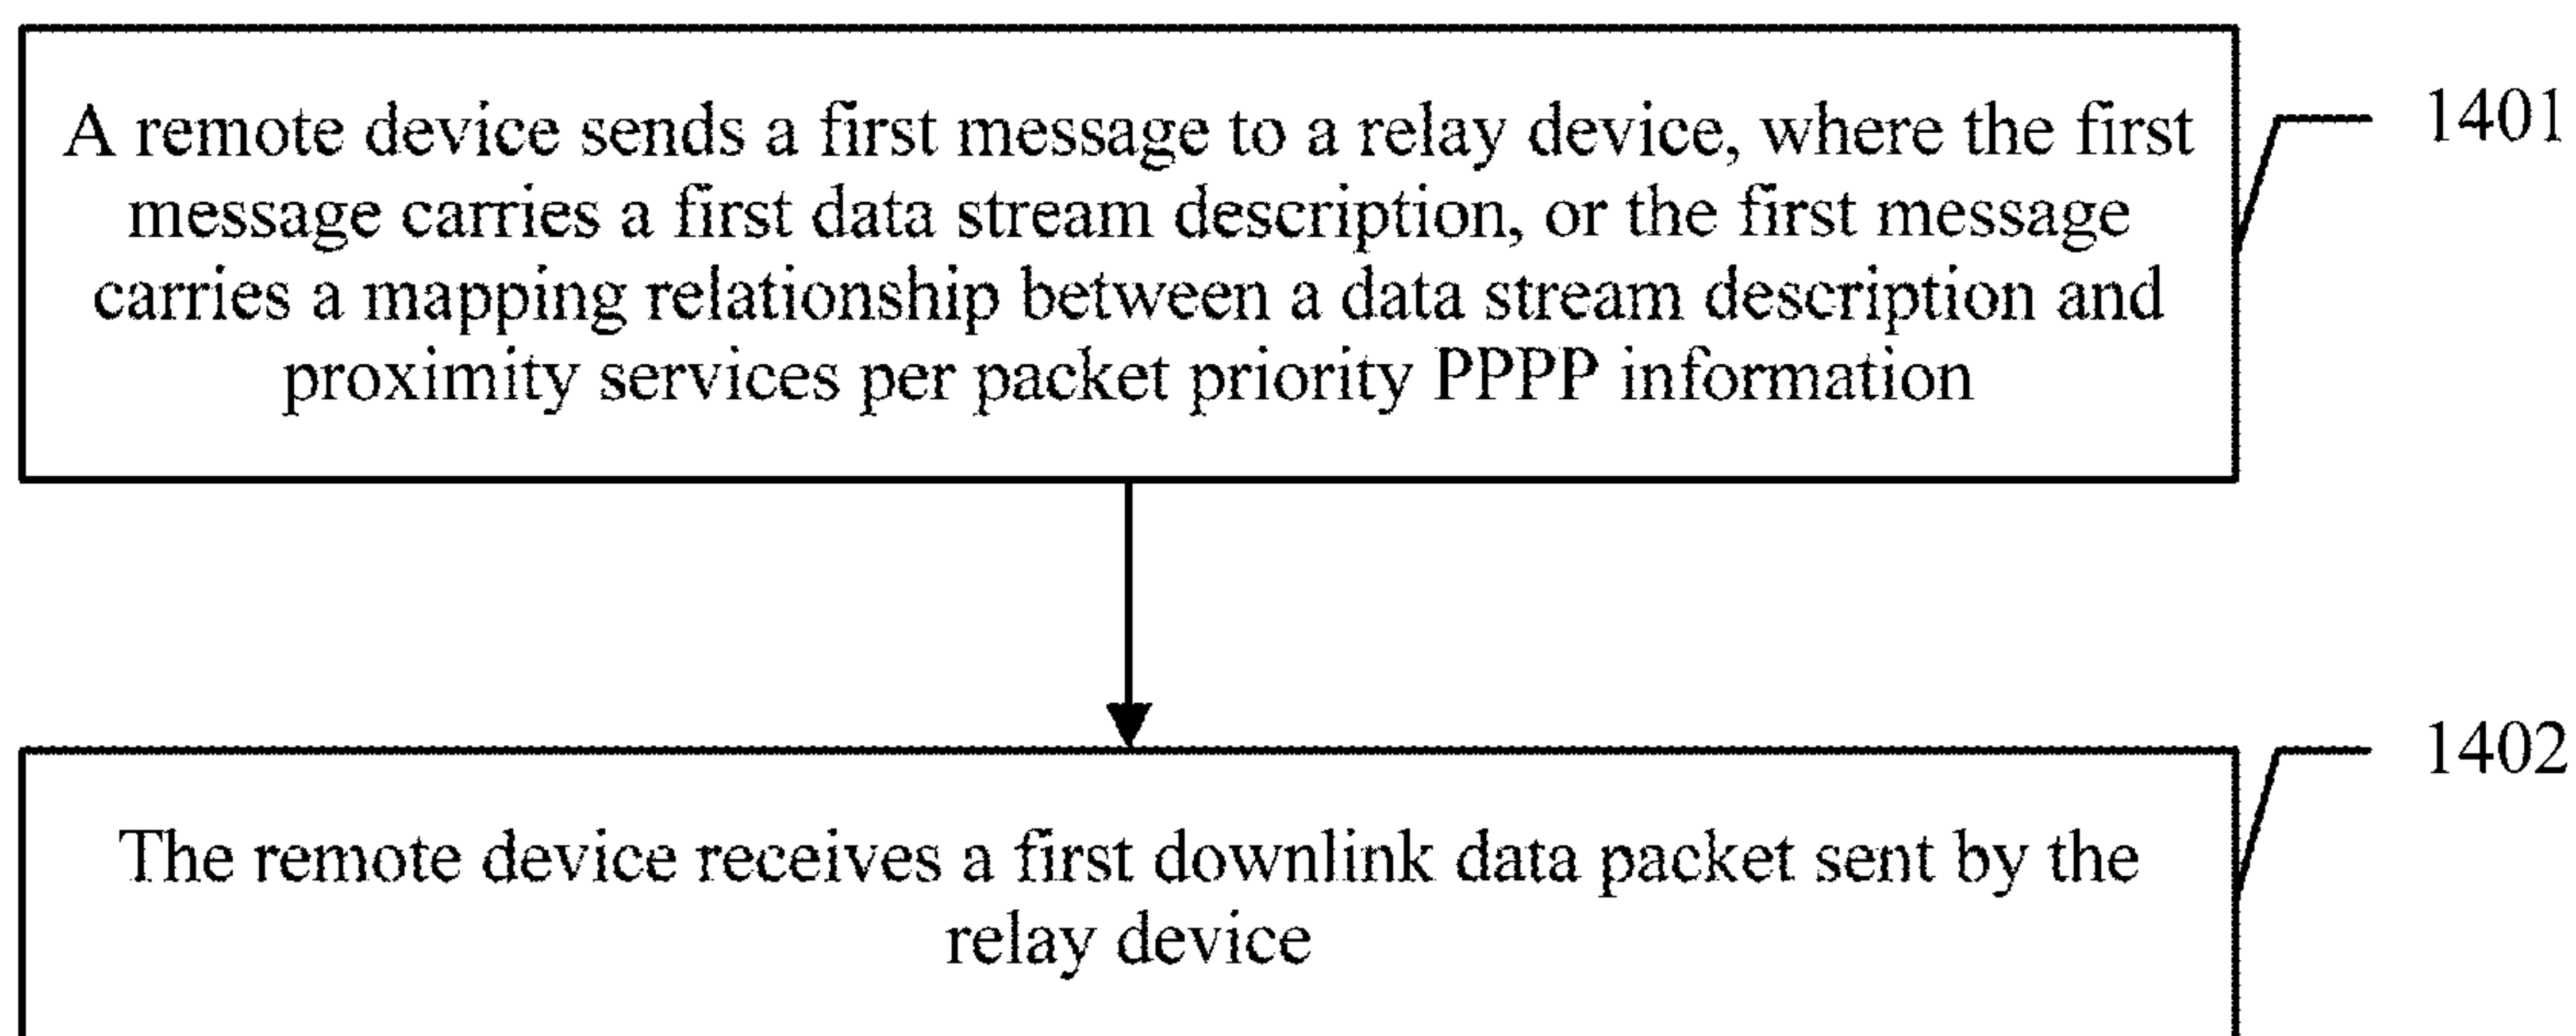 A remote device sends a first message to a relay device, where the first
message carries a first data stream description, or the first message
carries a mapping relationship between a data stream description and
proximity services per packet priority PPPP information
1401
The remote device receives a first downlink data packet sent by the
relay device
1402